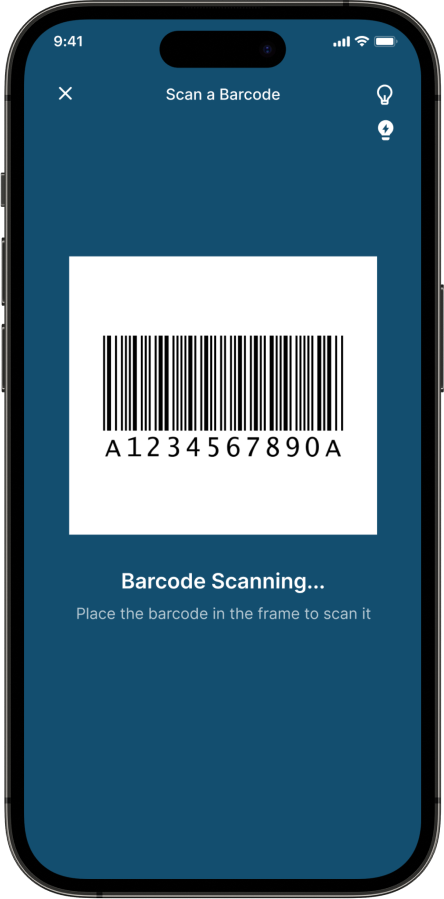 9:41
Scan a Barcode
A1234567890A
Barcode Scanning...
Place the barcode in the frame to scan it